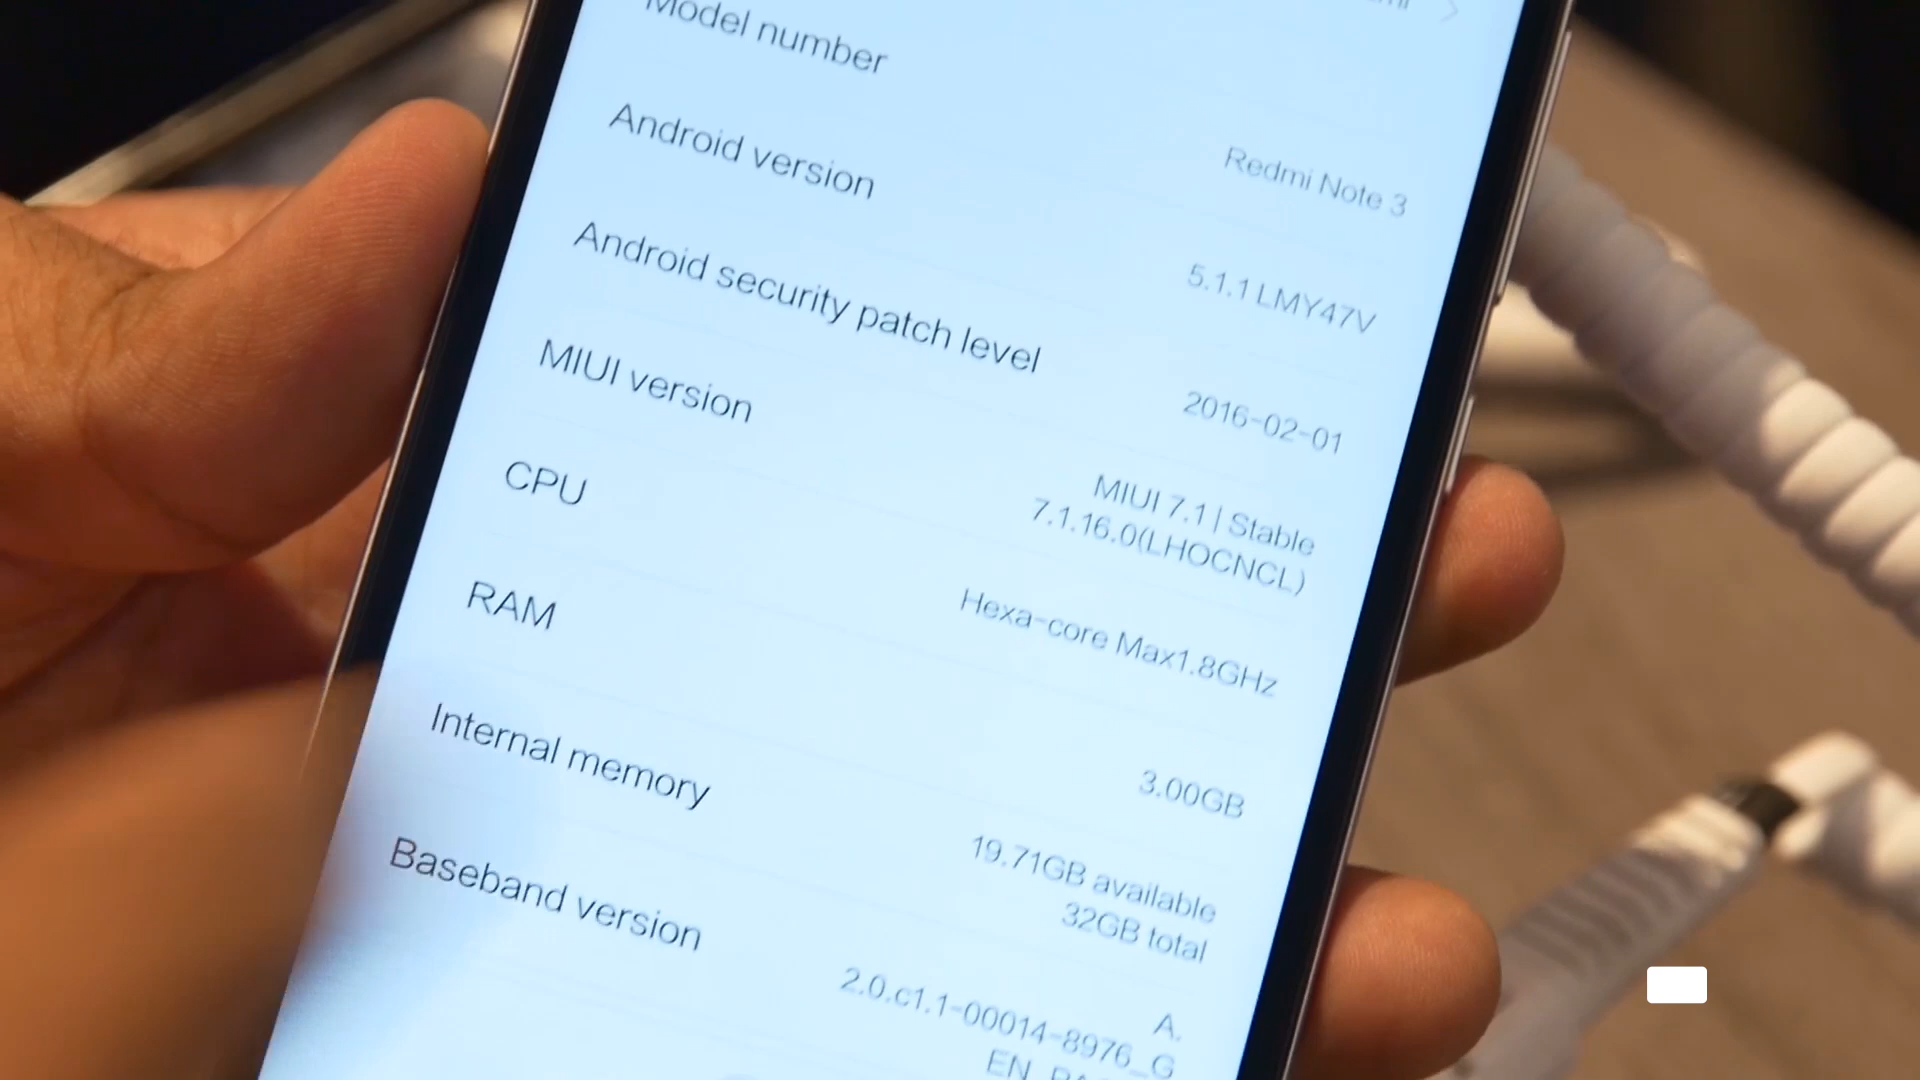 Model number
Redmi Note 3
Android version
5.1.1 LMY47V
Android security patch level
2016-02-01
MIUI version
MIUI 7.1 | Stable
7.1.16.0(LHOCNCL)
CPU
Hexa-core Max1.8GHz
RAM
3.00GB
Internal memory
19.71GB available
32GB total
Baseband version
A.
2.0.c1.1-00014-8976_G
EN